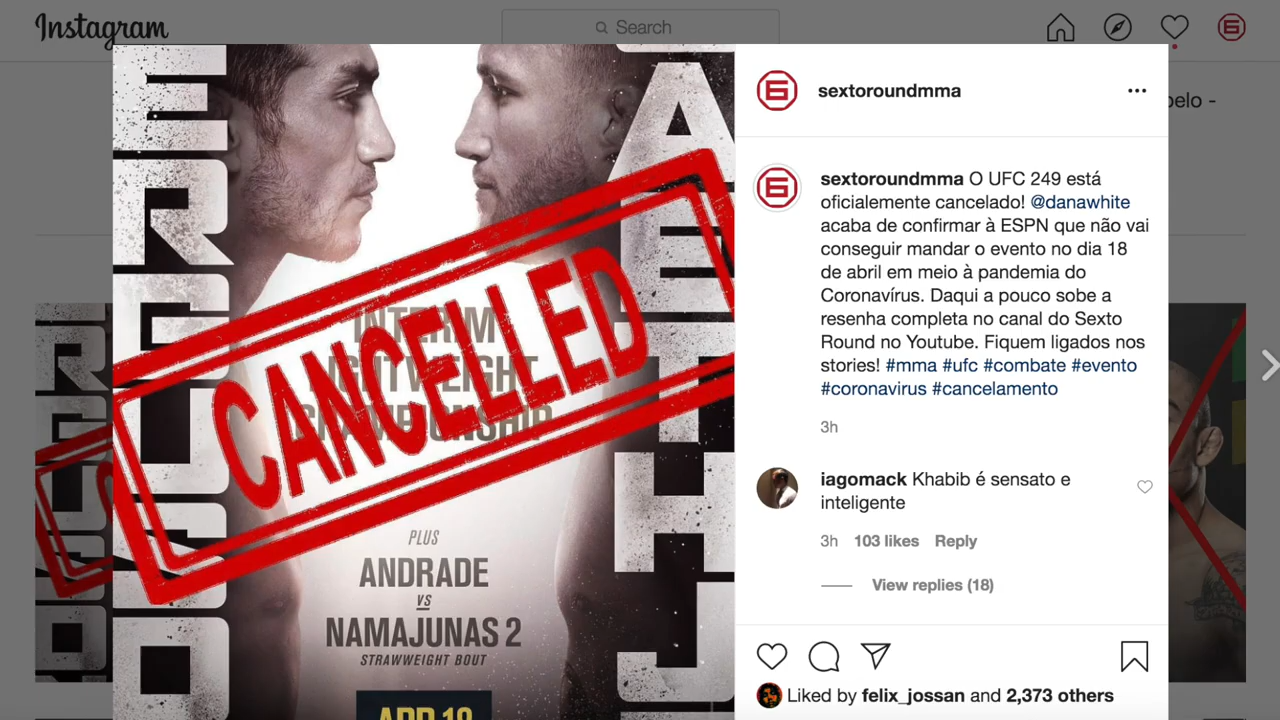 Instagram
Search
sextoroundmma
sextoroundmma O UFC 249 está
oficialemente cancelado! @danawhite
acaba de confirmar à ESPN que não vai
conseguir mandar o evento no dia 18
de abril em meio à pandemia do
Coronavírus. Daqui a pouco sobe a
resenha completa no canal do Sexto
Round no Youtube. Fiquem ligados nos
stories! #mma #ufc #combate #evento
#coronavirus #cancelamento
3h
iagomack Khabib é sensato e
inteligente
3h 103 likes Reply
View replies (18)
Liked by felix_jossan and 2,373 others
CANCELLED
INTERIM
LIGHTWEIGHT
CHAMPIONSHIP
PLUS
ANDRADE
VS
NAMAJUNAS 2
STRAWWEIGHT BOUT
APR 18